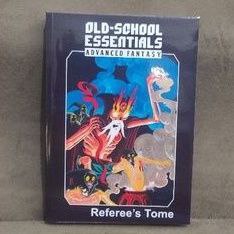 OLD-SCHOOL
ESSENTIALS
ADVANCED FANTASY
Referee's Tome